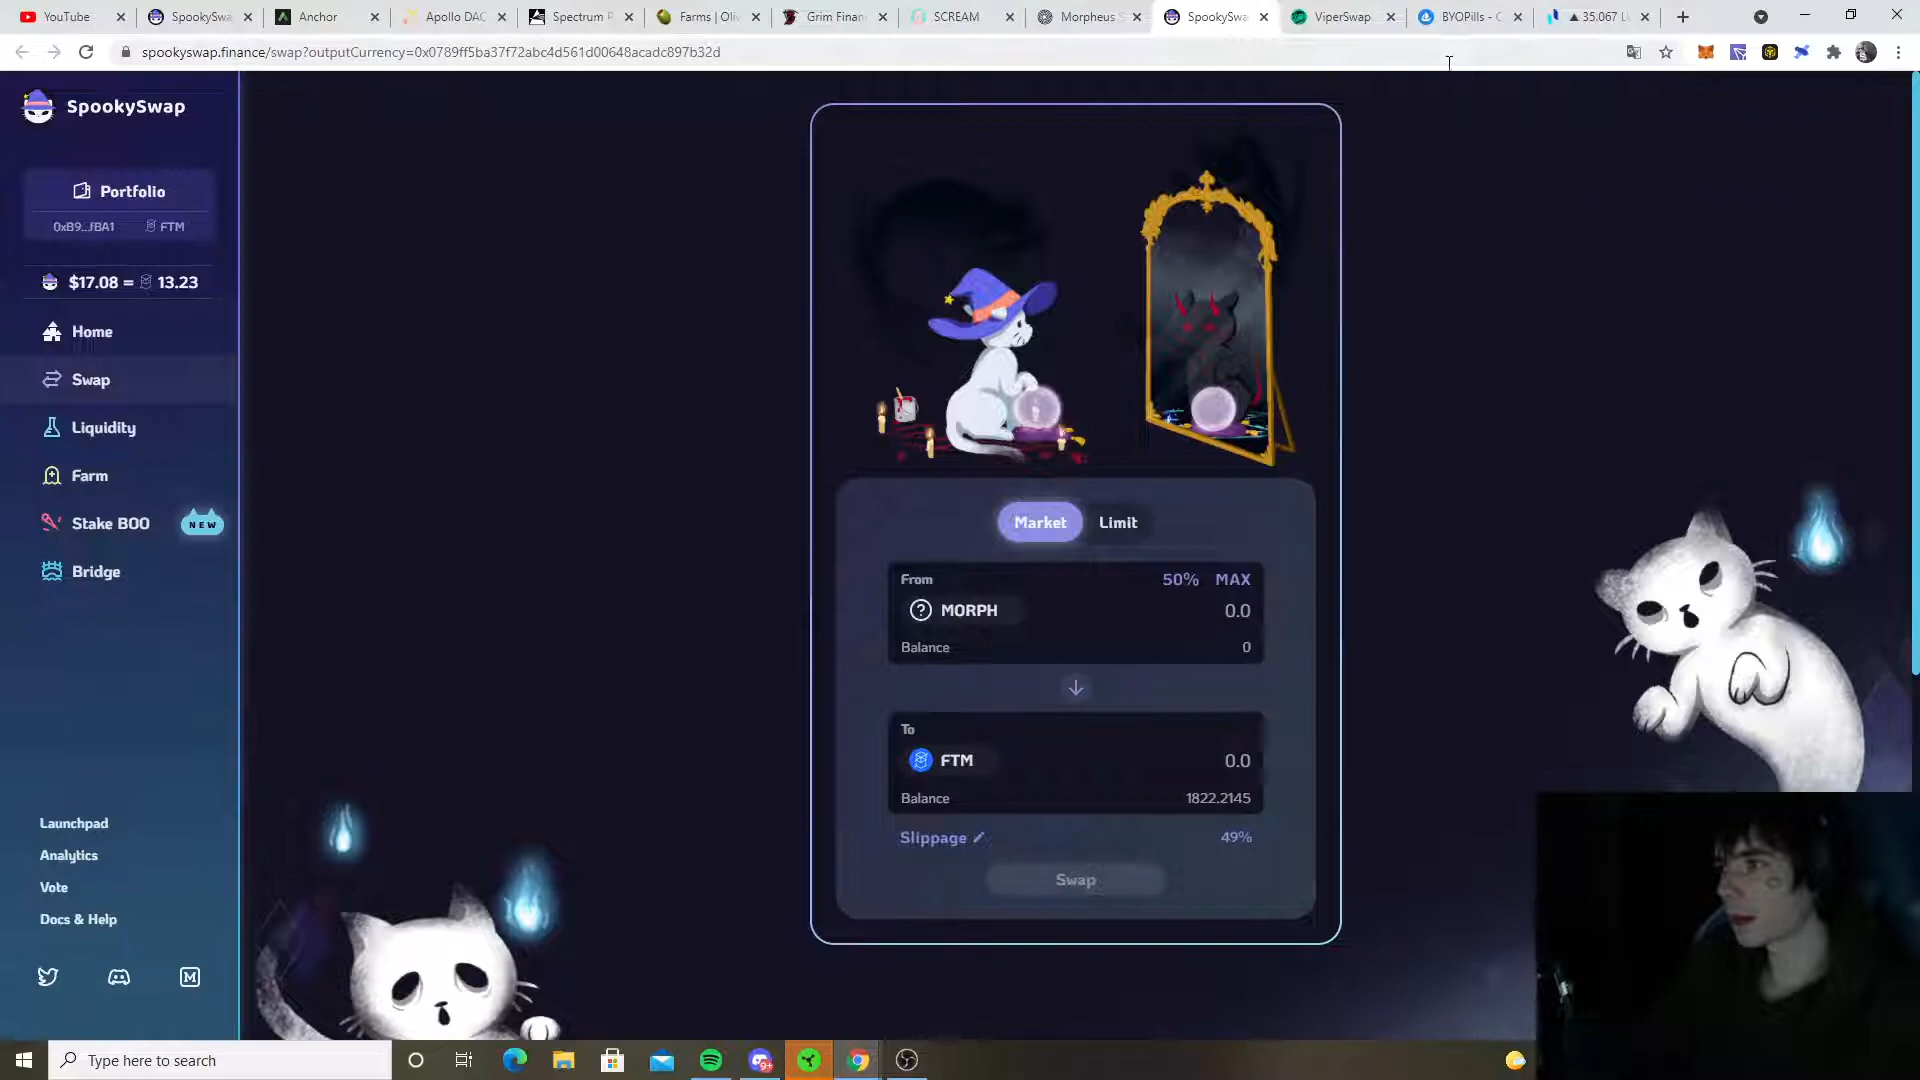 YouTube
SpookySwa
Anchor
Apollo DAO
Spectrum P
Farms | Oliv
Grim Finan
SCREAM
Morpheus S
SpookySwa
ViperSwap
BYOPills - C
▲ 35.067 L
spookyswap.finance/swap?outputCurrency=0x0789ff5ba37f72abc4d561d00648acadc897b32d
SpookySwap
Portfolio
0xB9...fBA1 FTM
$17.08 = 13.23
Home
Swap
Liquidity
Farm
Stake BOO NEW
Bridge
Market Limit
From 50% MAX
MORPH 0.0
Balance 0
To
FTM 0.0
Balance 1822.2145
Slippage 49%
Swap
Launchpad
Analytics
Vote
Docs & Help
M
Type here to search
9+